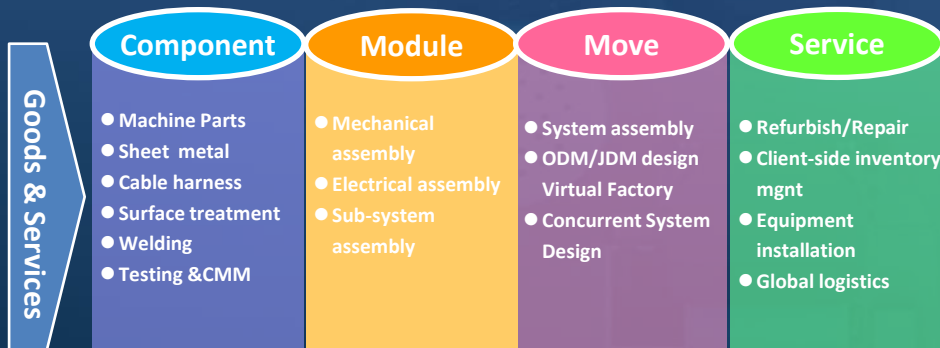 Goods & Services
Component
● Machine Parts
● Sheet metal
● Cable harness
● Surface treatment
● Welding
● Testing &CMM
Module
● Mechanical
assembly
● Electrical assembly
● Sub-system
assembly
Move
● System assembly
● ODM/JDM design
Virtual Factory
● Concurrent System
Design
Service
● Refurbish/Repair
● Client-side inventory
mgnt
● Equipment
installation
● Global logistics